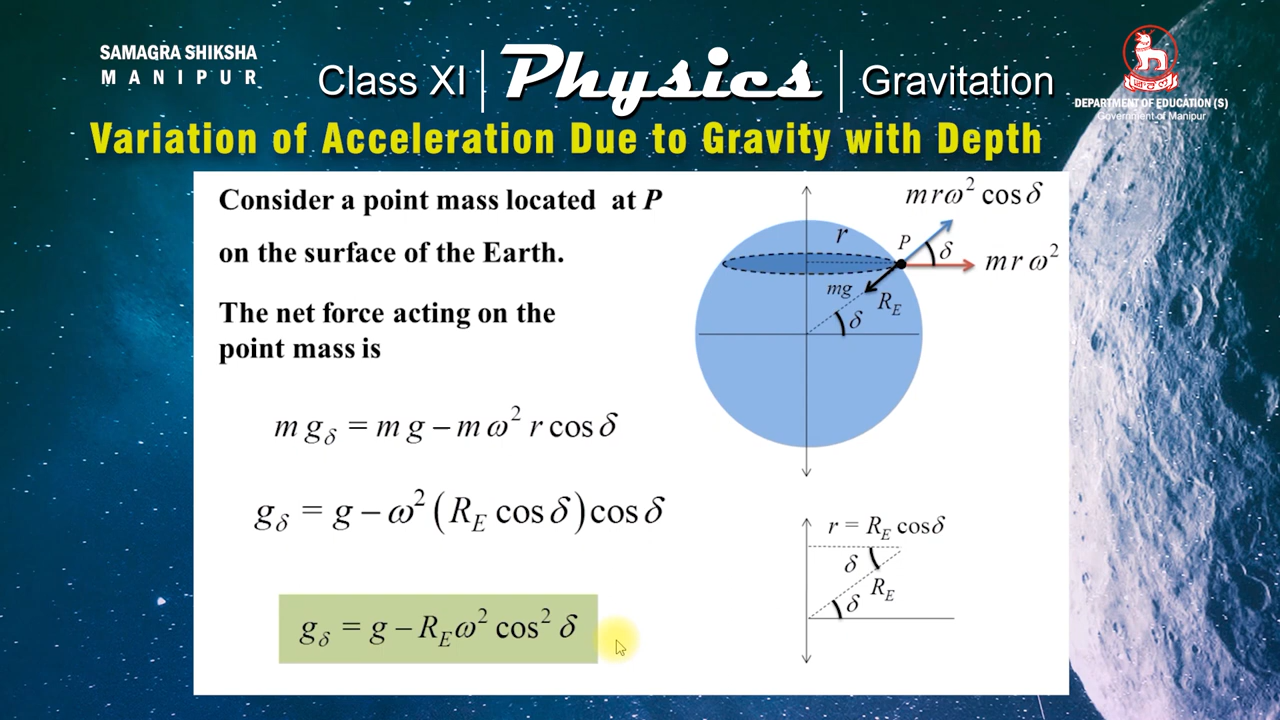 SAMAGRA SHIKSHA
MANIPUR
Class XI | Physics | Gravitation
DEPARTMENT OF EDUCATION (S)
Government of Manipur
Variation of Acceleration Due to Gravity with Depth
Consider a point mass located at P
on the surface of the Earth.
The net force acting on the
point mass is
m g_δ = m g − m ω² r cos δ
g_δ = g − ω² (R_E cos δ) cos δ
g_δ = g − R_E ω² cos² δ
m r ω² cos δ
r
P
δ
m r ω²
mg
R_E
δ
r = R_E cos δ
δ
R_E
δ